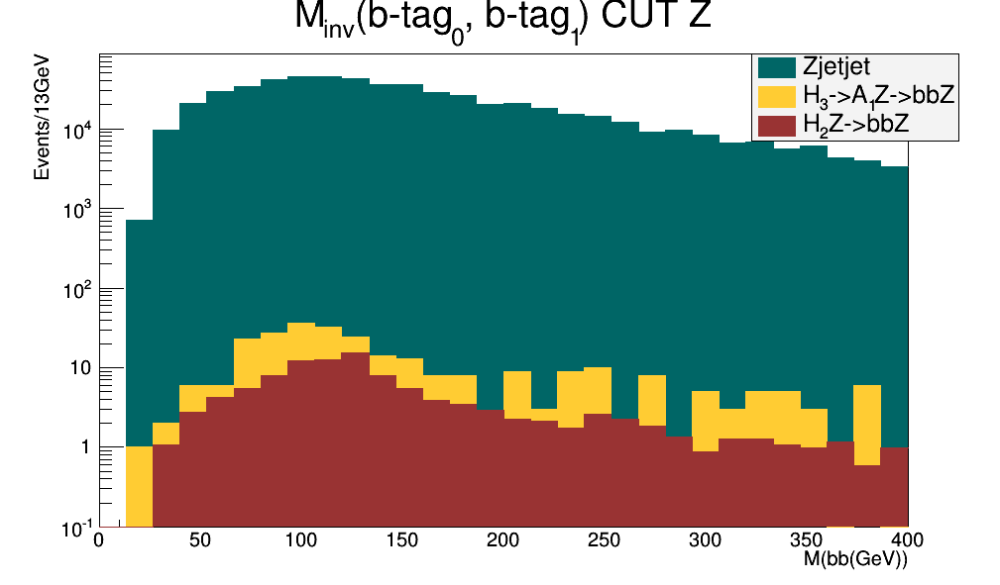 M_inv(b-tag_0, b-tag_1) CUT Z
Events/13GeV
Zjetjet
H_3->A_1Z->bbZ
H_2Z->bbZ
10^4
10^3
10^2
10
1
10^-1
0 50 100 150 200 250 300 350 400
M(bb(GeV))